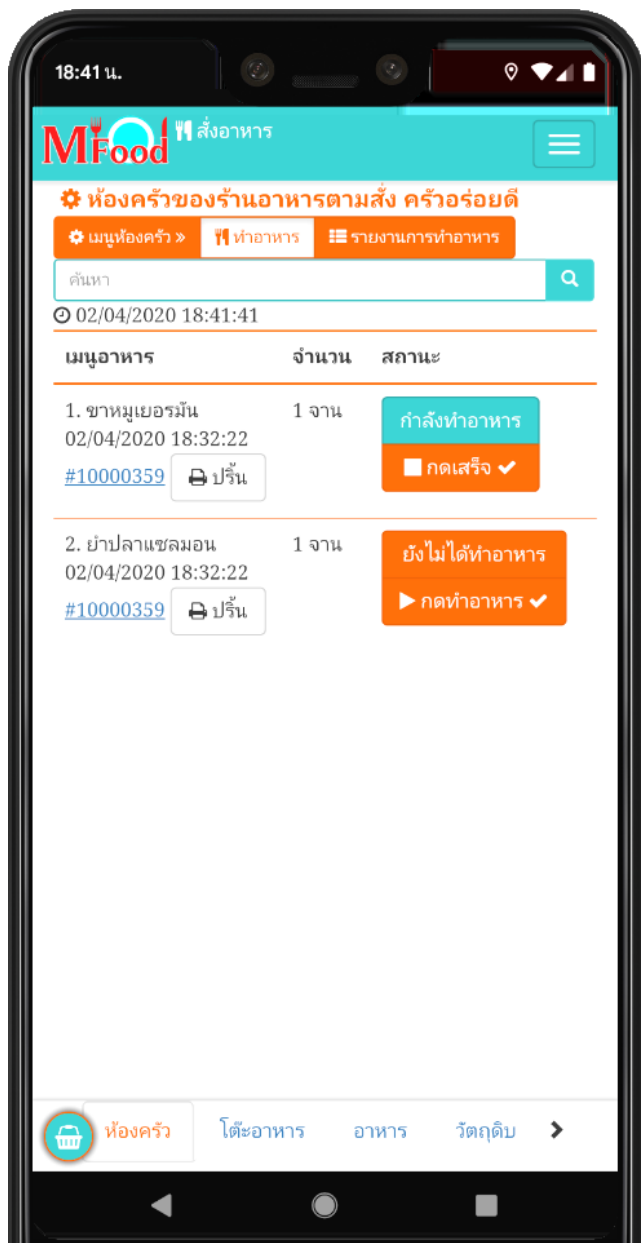 18:41 น.
MFood สั่งอาหาร
ห้องครัวของร้านอาหารตามสั่ง ครัวอร่อยดี
เมนูห้องครัว » ทำอาหาร รายงานการทำอาหาร
ค้นหา
02/04/2020 18:41:41
เมนูอาหาร จำนวน สถานะ
1. ขาหมูเยอรมัน 1 จาน กำลังทำอาหาร
02/04/2020 18:32:22
#10000359 ปริ้น กดเสร็จ
2. ยำปลาแซลมอน 1 จาน ยังไม่ได้ทำอาหาร
02/04/2020 18:32:22
#10000359 ปริ้น กดทำอาหาร
ห้องครัว โต๊ะอาหาร อาหาร วัตถุดิบ